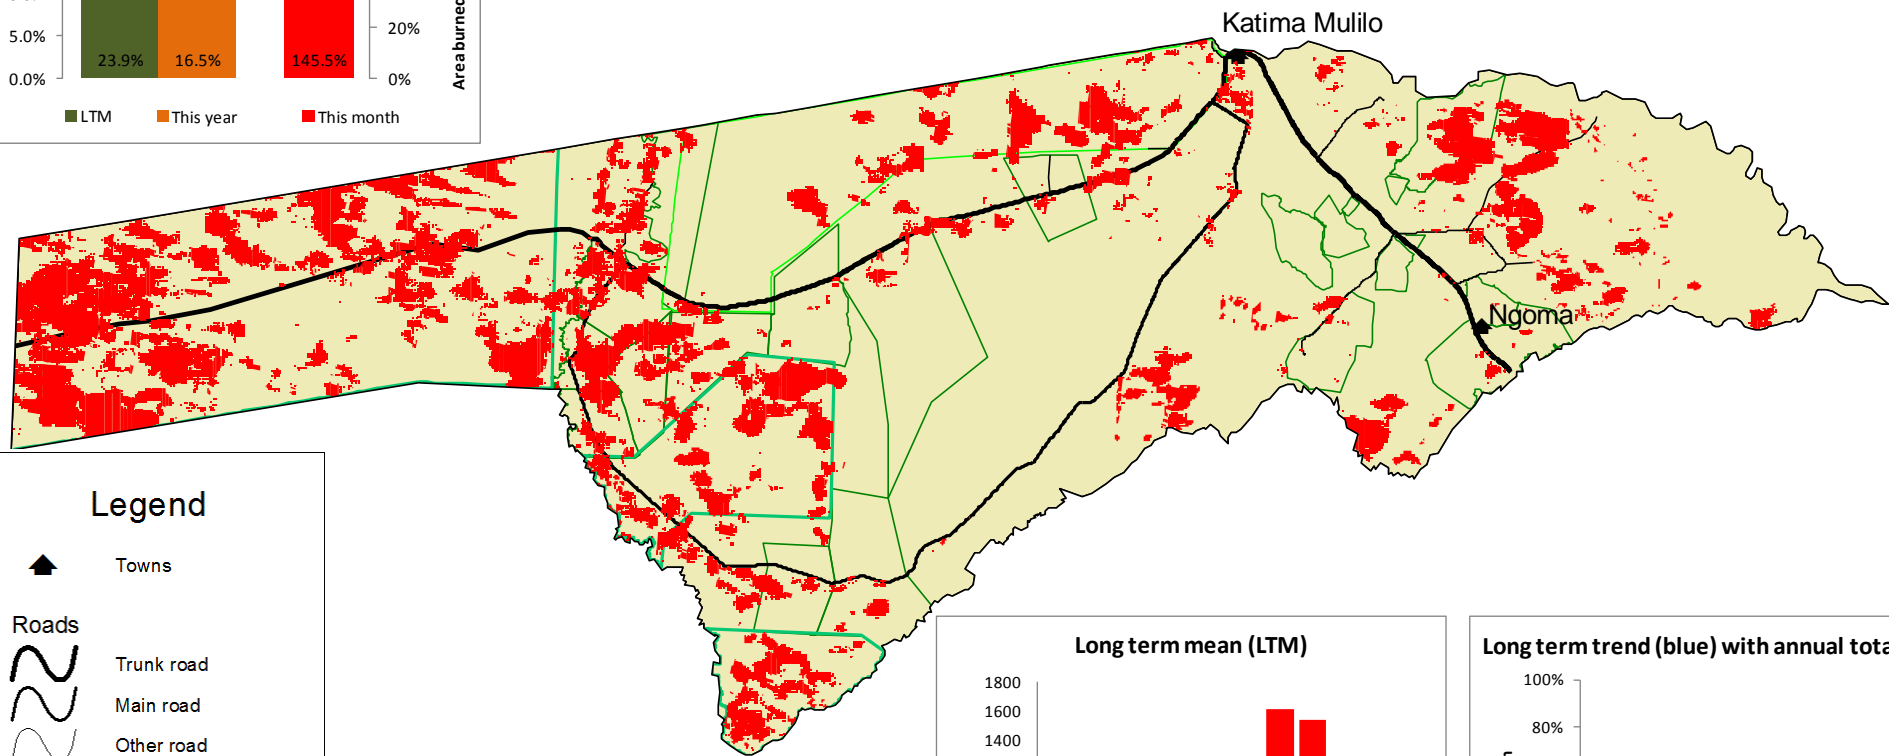 5.0%
0.0%
23.9%
16.5%
145.5%
20%
0%
Area burned
LTM
This year
This month
Katima Mulilo
Ngoma
Legend
Towns
Roads
Trunk road
Main road
Other road
Long term mean (LTM)
1800
1600
1400
Long term trend (blue) with annual tota
100%
80%